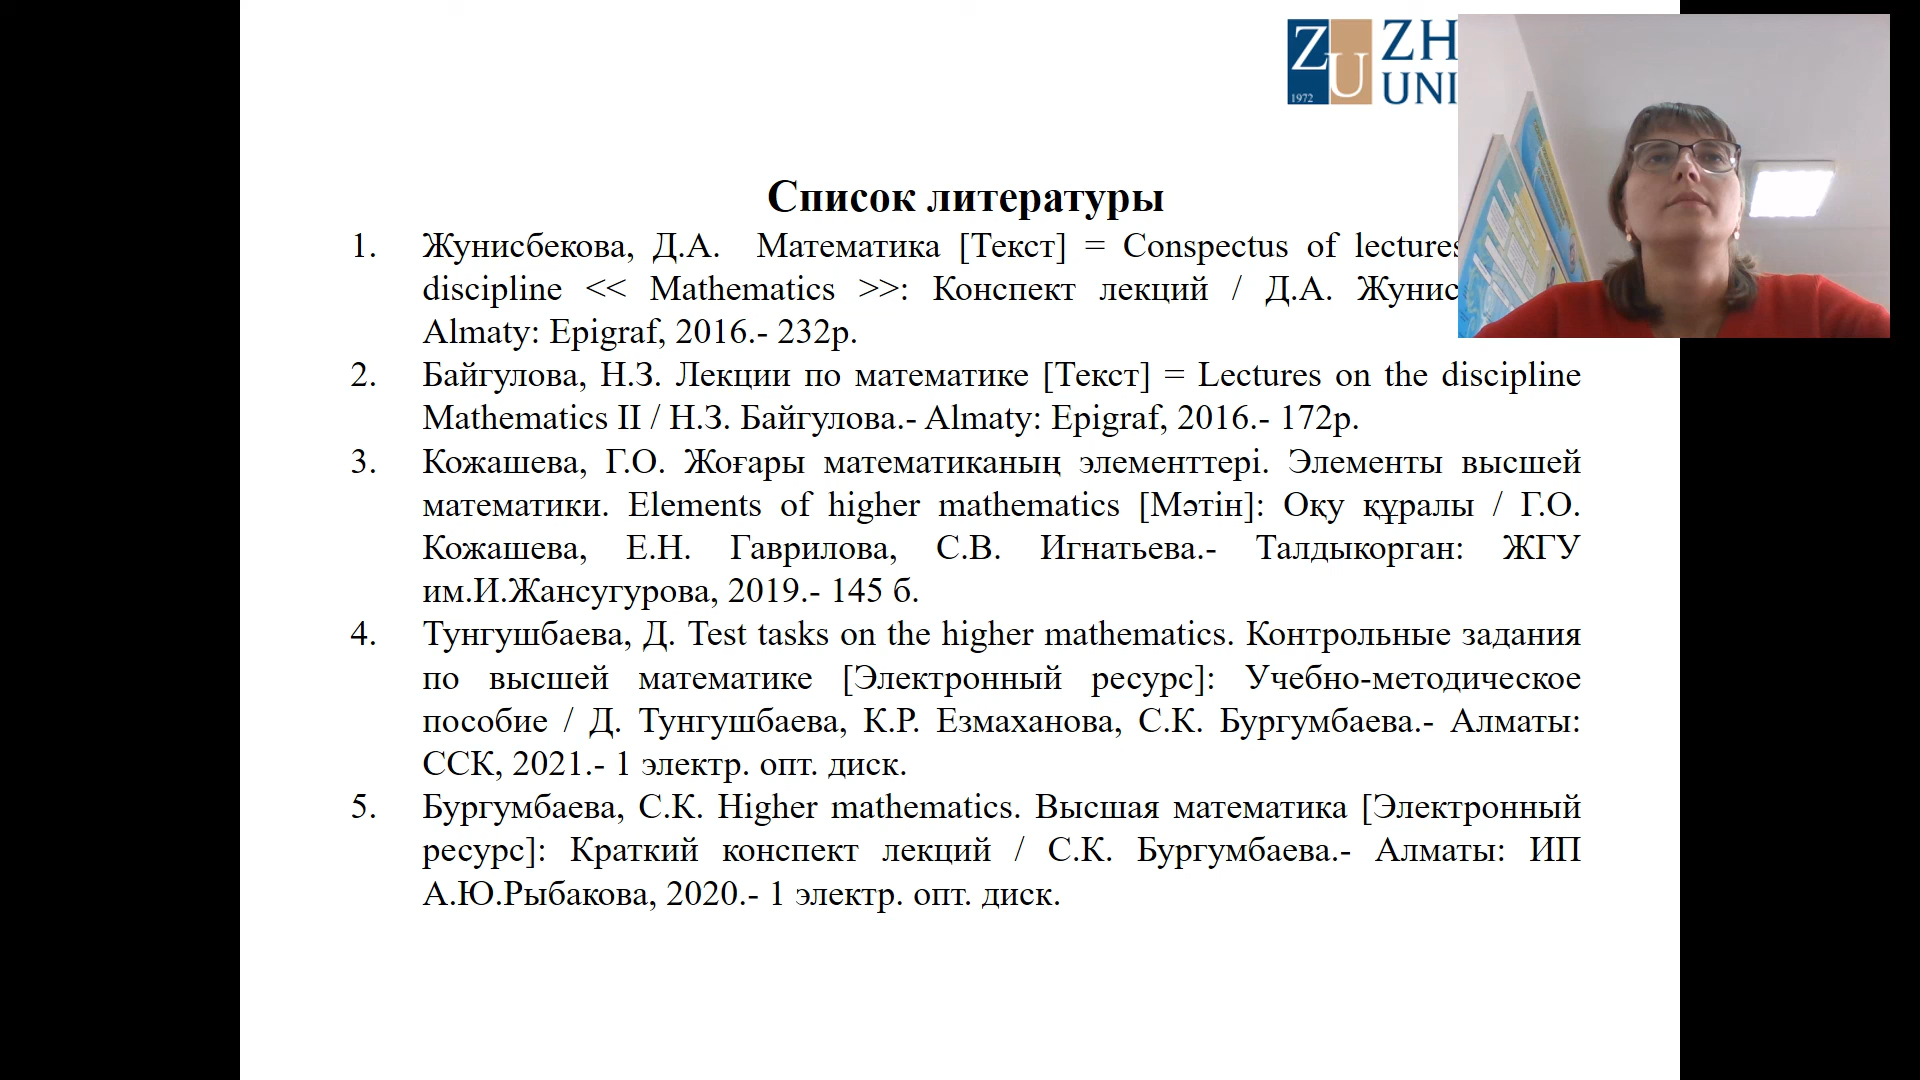 ZU
1972
ZH
UNI
Список литературы
1. Жунисбекова, Д.А. Математика [Текст] = Conspectus of lectures
discipline << Mathematics >>: Конспект лекций / Д.А.
Almaty: Epigraf, 2016.- 232p.
2. Байгулова, Н.З. Лекции по математике [Текст] = Lectures on the discipline
Mathematics II / Н.З. Байгулова.- Almaty: Epigraf, 2016.- 172p.
3. Кожашева, Г.О. Жоғары математиканың элементтері. Элементы высшей
математики. Elements of higher mathematics [Мәтін]: Оқу құралы / Г.О.
Кожашева, Е.Н. Гаврилова, С.В. Игнатьева.- Талдыкорган: ЖГУ
им.И.Жансугурова, 2019.- 145 б.
4. Тунгушбаева, Д. Test tasks on the higher mathematics. Контрольные задания
по высшей математике [Электронный ресурс]: Учебно-методическое
пособие / Д. Тунгушбаева, К.Р. Езмаханова, С.К. Бургумбаева.- Алматы:
ССК, 2021.- 1 электр. опт. диск.
5. Бургумбаева, С.К. Higher mathematics. Высшая математика [Электронный
ресурс]: Краткий конспект лекций / С.К. Бургумбаева.- Алматы: ИП
А.Ю.Рыбакова, 2020.- 1 электр. опт. диск.